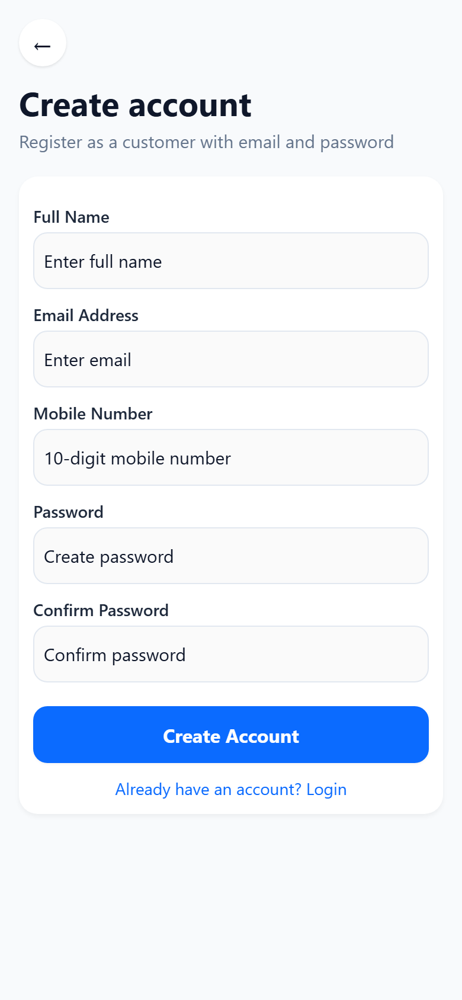 ←
Create account
Register as a customer with email and password
Full Name
Enter full name
Email Address
Enter email
Mobile Number
10-digit mobile number
Password
Create password
Confirm Password
Confirm password
Create Account
Already have an account? Login